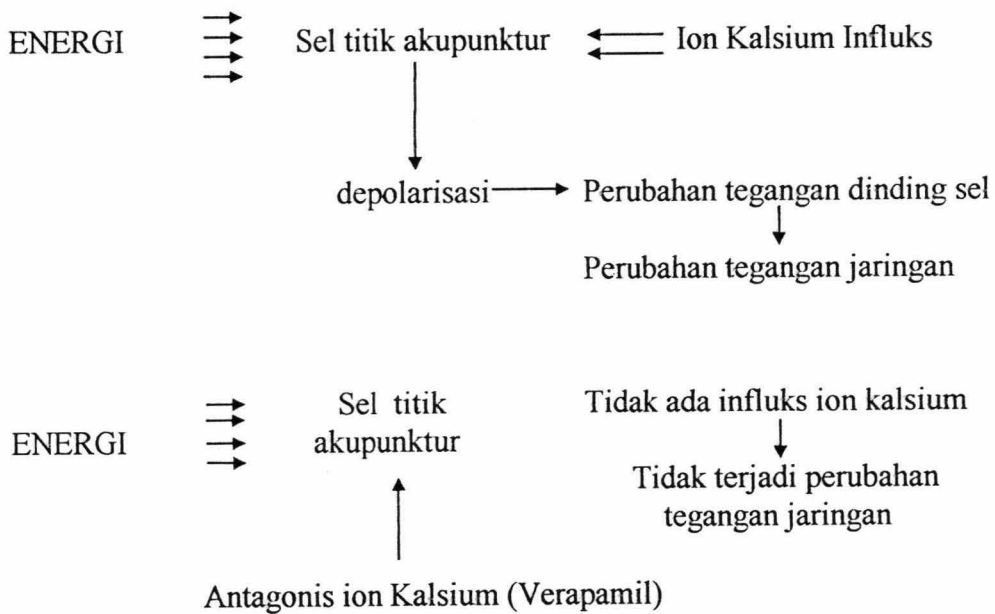 ENERGI
Sel titik akupunktur
Ion Kalsium Influks
depolarisasi
Perubahan tegangan dinding sel
Perubahan tegangan jaringan
ENERGI
Sel titik
akupunktur
Tidak ada influks ion kalsium
Tidak terjadi perubahan
tegangan jaringan
Antagonis ion Kalsium (Verapamil)